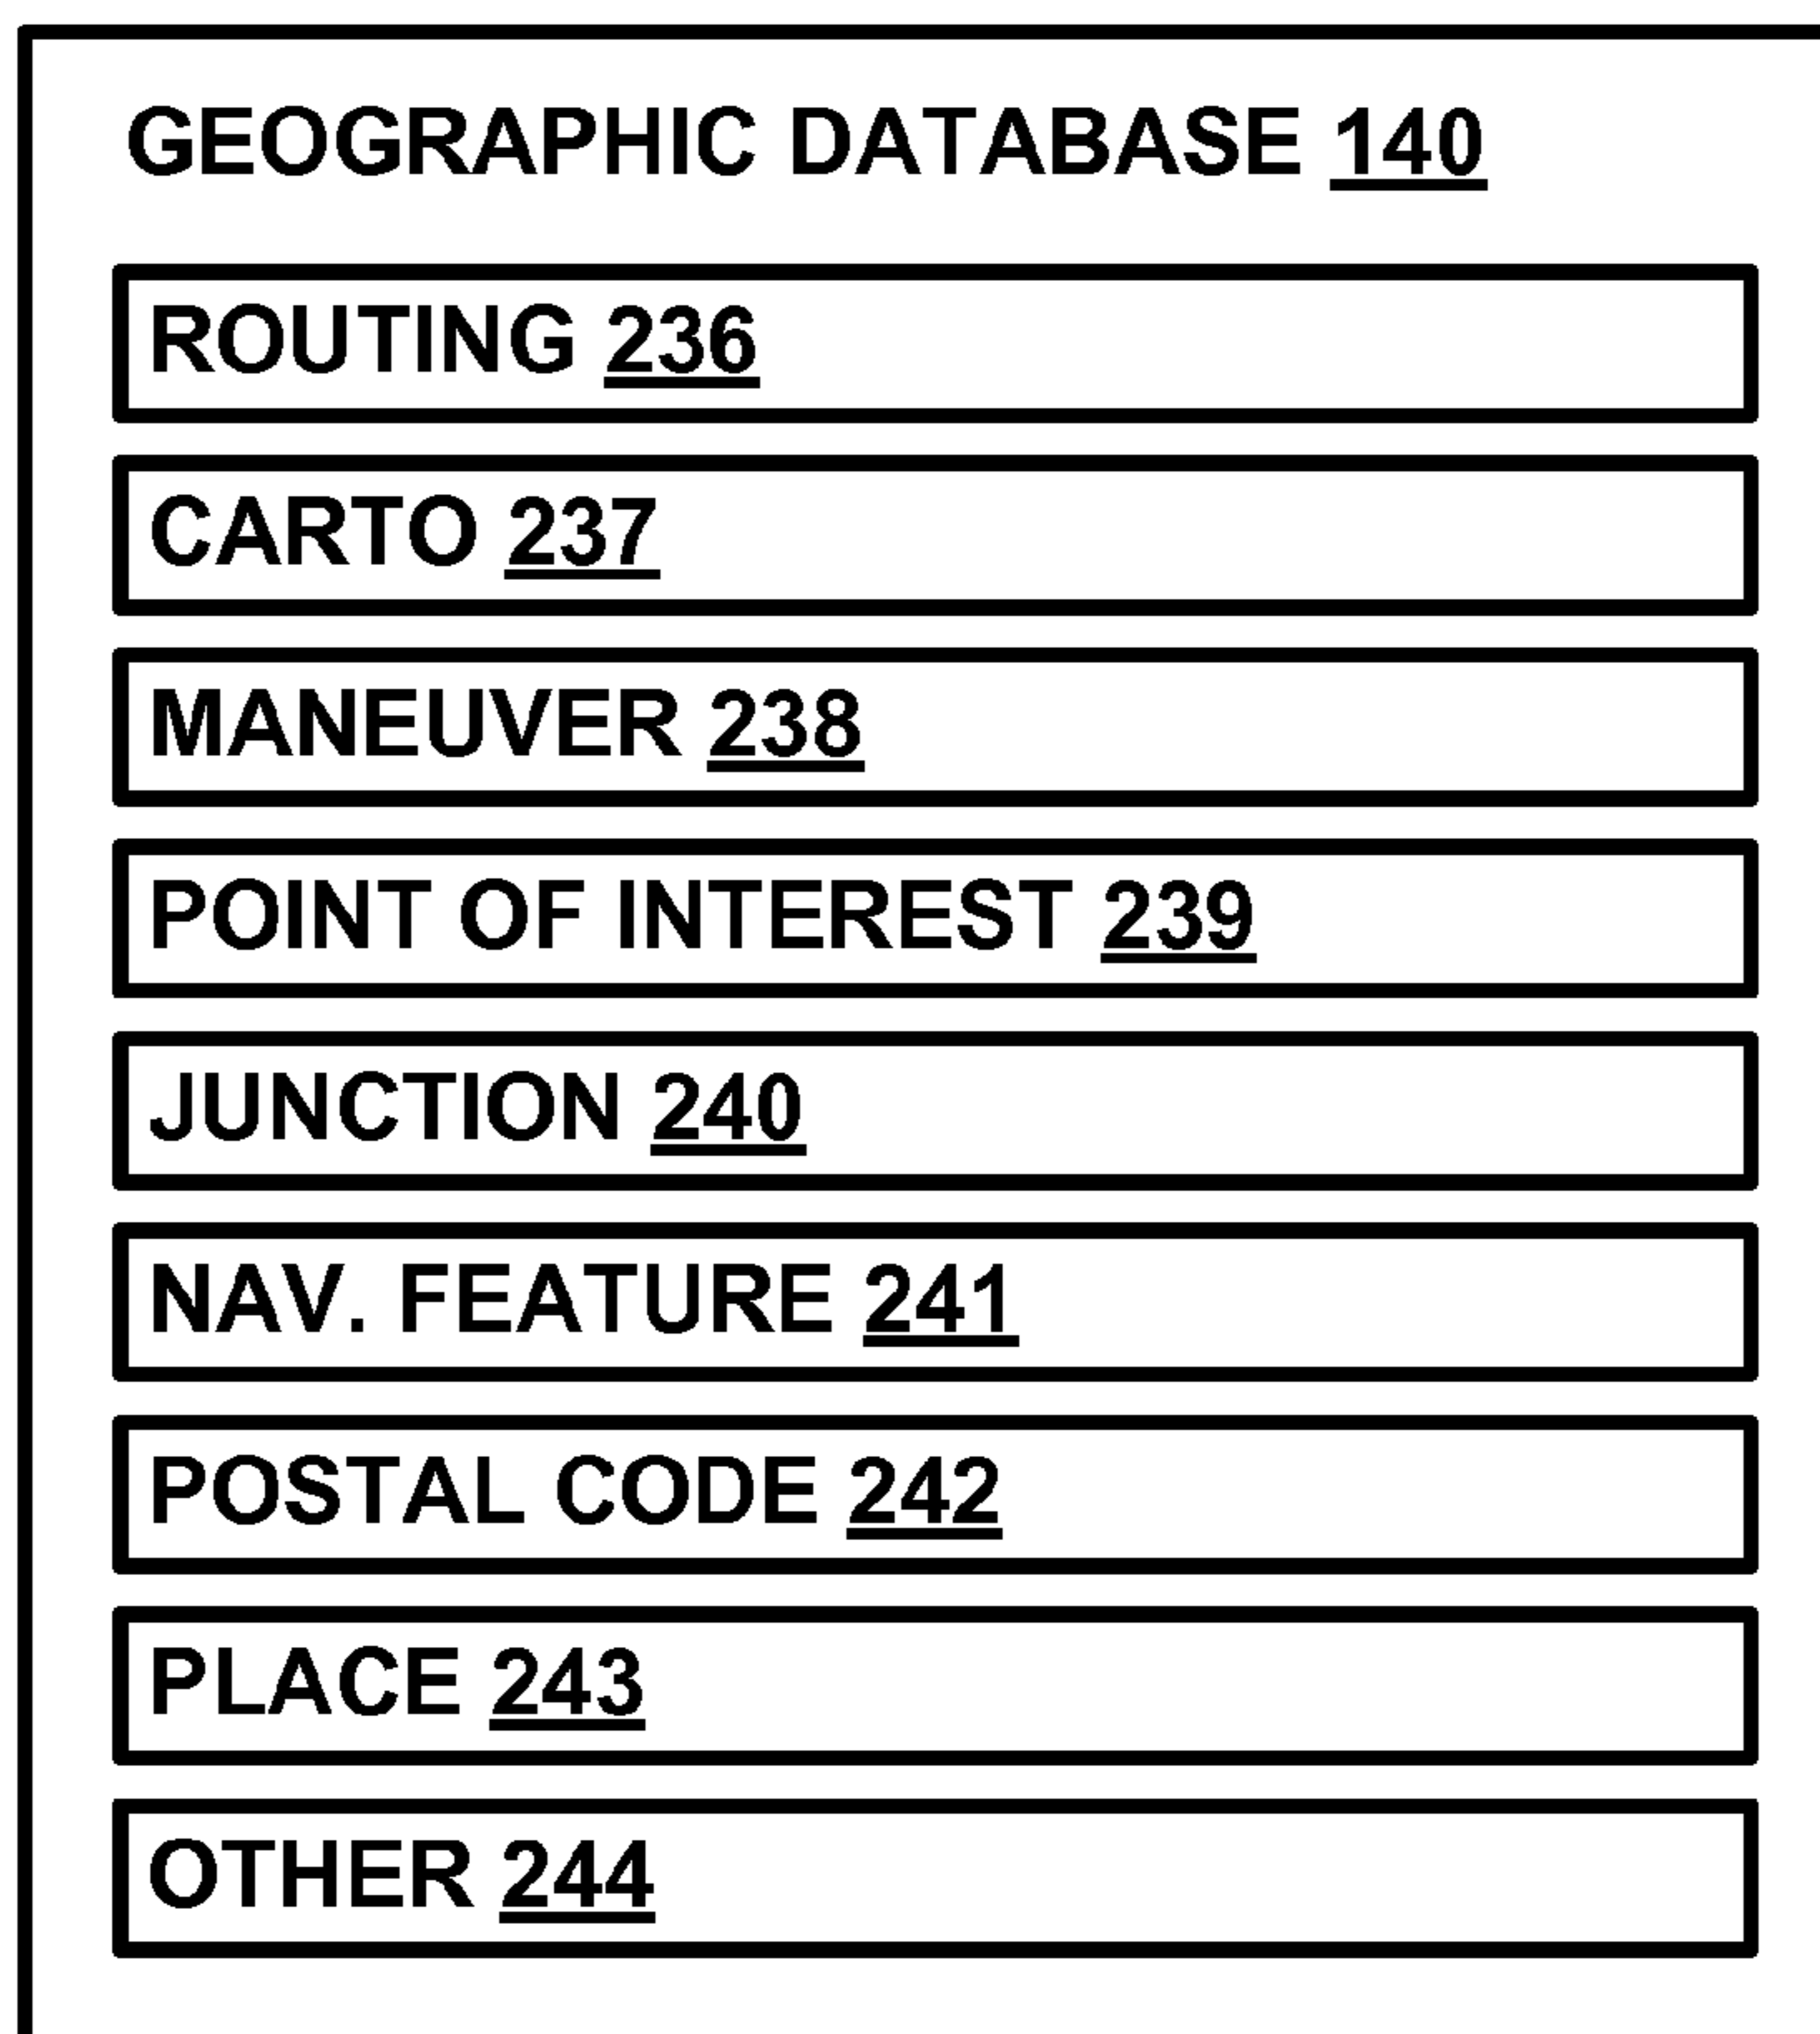 GEOGRAPHIC DATABASE 140
ROUTING 236
CARTO 237
MANEUVER 238
POINT OF INTEREST 239
JUNCTION 240
NAV. FEATURE 241
POSTAL CODE 242
PLACE 243
OTHER 244